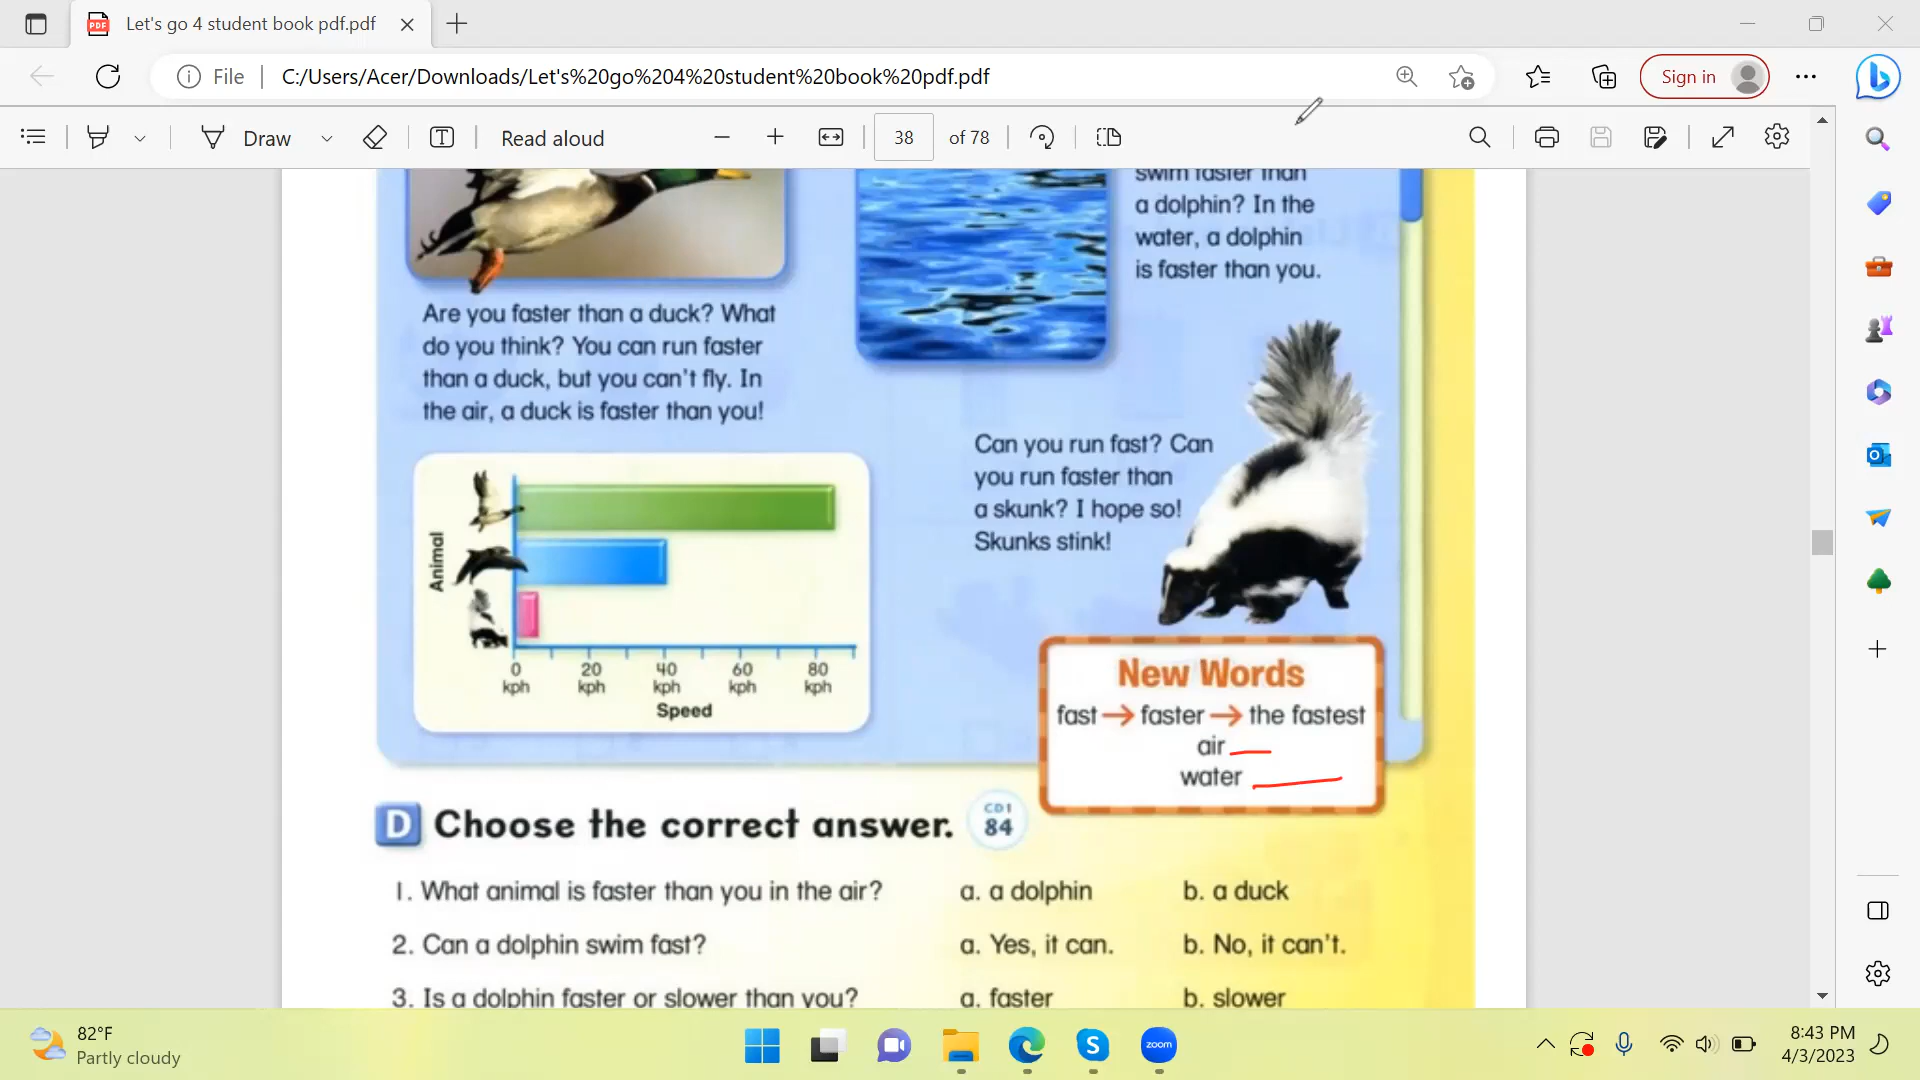 Let's go 4 student book pdf.pdf
File
C:/Users/Acer/Downloads/Let's%20go%204%20student%20book%20pdf.pdf
Sign in
Draw
Read aloud
38
of 78
swim faster than
a dolphin? In the
water, a dolphin
is faster than you.
Are you faster than a duck? What
do you think? You can run faster
than a duck, but you can't fly. In
the air, a duck is faster than you!
Can you run fast? Can
you run faster than
a skunk? I hope so!
Skunks stink!
Animal
0 20 40 60 80
kph kph kph kph kph
Speed
New Words
fast → faster → the fastest
air
water
D Choose the correct answer. CD1 84
1. What animal is faster than you in the air? a. a dolphin b. a duck
2. Can a dolphin swim fast? a. Yes, it can. b. No, it can't.
3. Is a dolphin faster or slower than you? a. faster b. slower
82°F
Partly cloudy
zoom
8:43 PM
4/3/2023